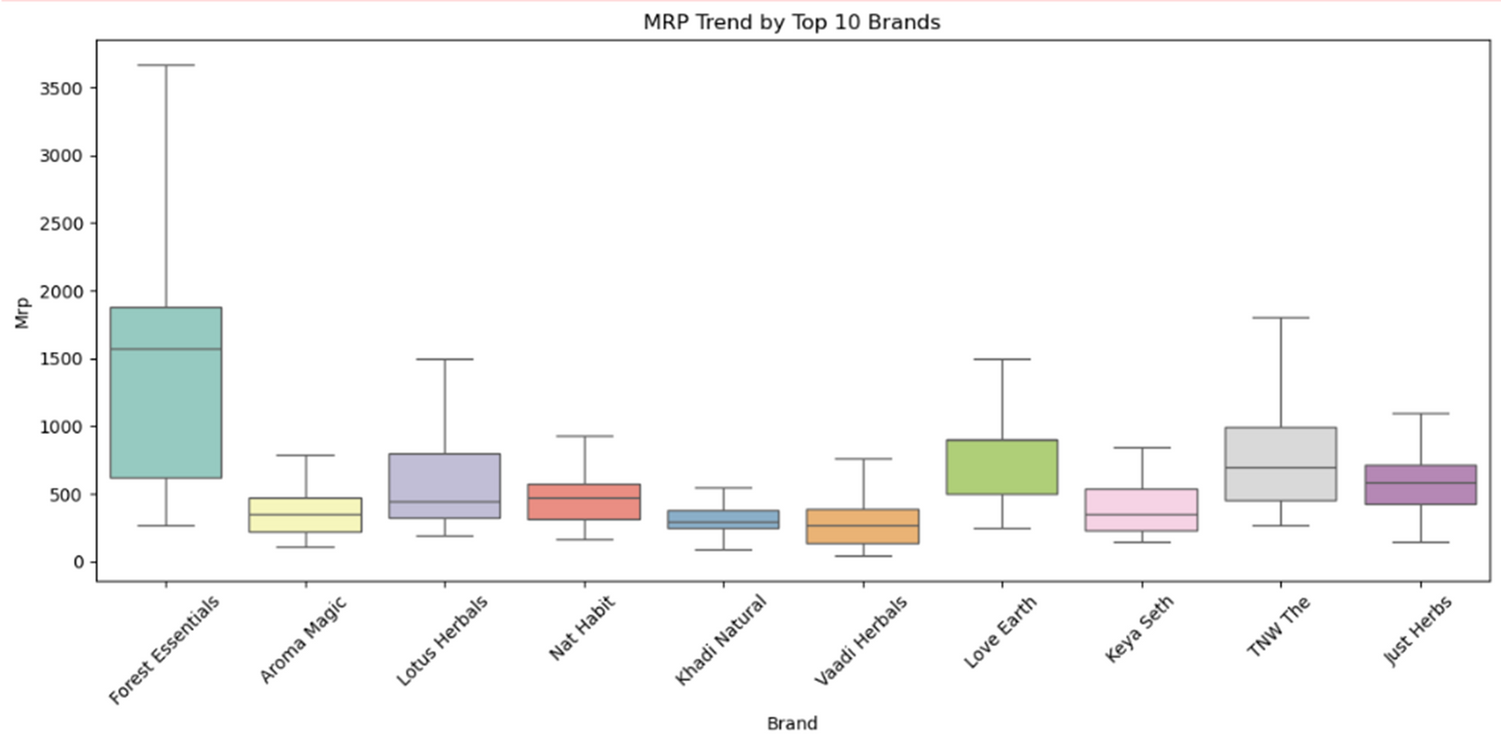 MRP Trend by Top 10 Brands
Mrp
3500
3000
2500
2000
1500
1000
500
0
Forest Essentials
Aroma Magic
Lotus Herbals
Nat Habit
Khadi Natural
Vaadi Herbals
Love Earth
Keya Seth
TNW The
Just Herbs
Brand